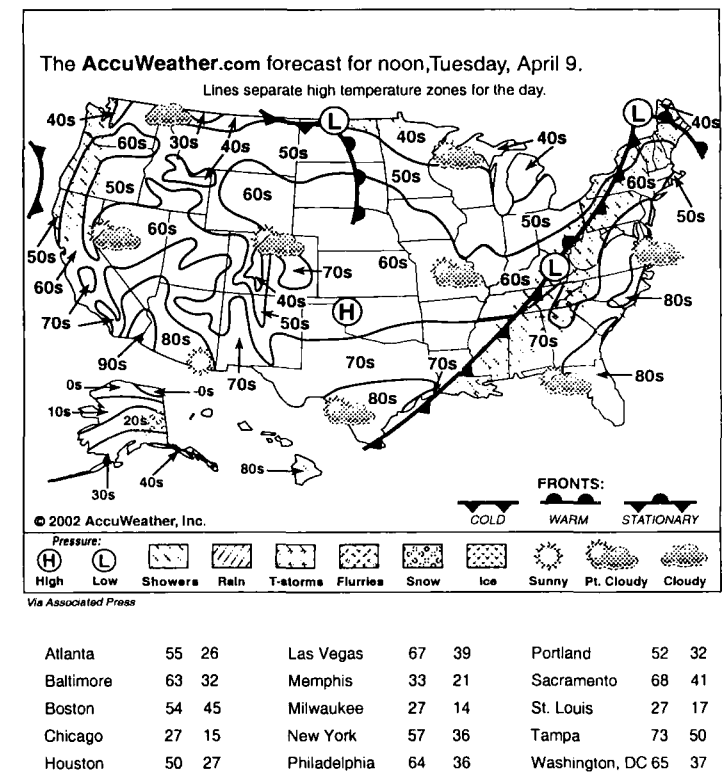 The AccuWeather.com forecast for noon, Tuesday, April 9.
Lines separate high temperature zones for the day.
40s 30s 40s 40s 40s 40s
60s 50s 50s 60s
50s 60s 50s
60s 50s 50s
50s 60s 70s 60s 60s
40s 80s
70s 50s 70s
80s
90s 70s 70s 70s 80s
0s -0s 80s
10s 20s
80s
30s 40s
H L L L
FRONTS:
COLD WARM STATIONARY
© 2002 AccuWeather, Inc.
Pressure:
H L
High Low Showers Rain T-storms Flurries Snow Ice Sunny Pt. Cloudy Cloudy
Via Associated Press
Atlanta 55 26 Las Vegas 67 39 Portland 52 32
Baltimore 63 32 Memphis 33 21 Sacramento 68 41
Boston 54 45 Milwaukee 27 14 St. Louis 27 17
Chicago 27 15 New York 57 36 Tampa 73 50
Houston 50 27 Philadelphia 64 36 Washington, DC 65 37